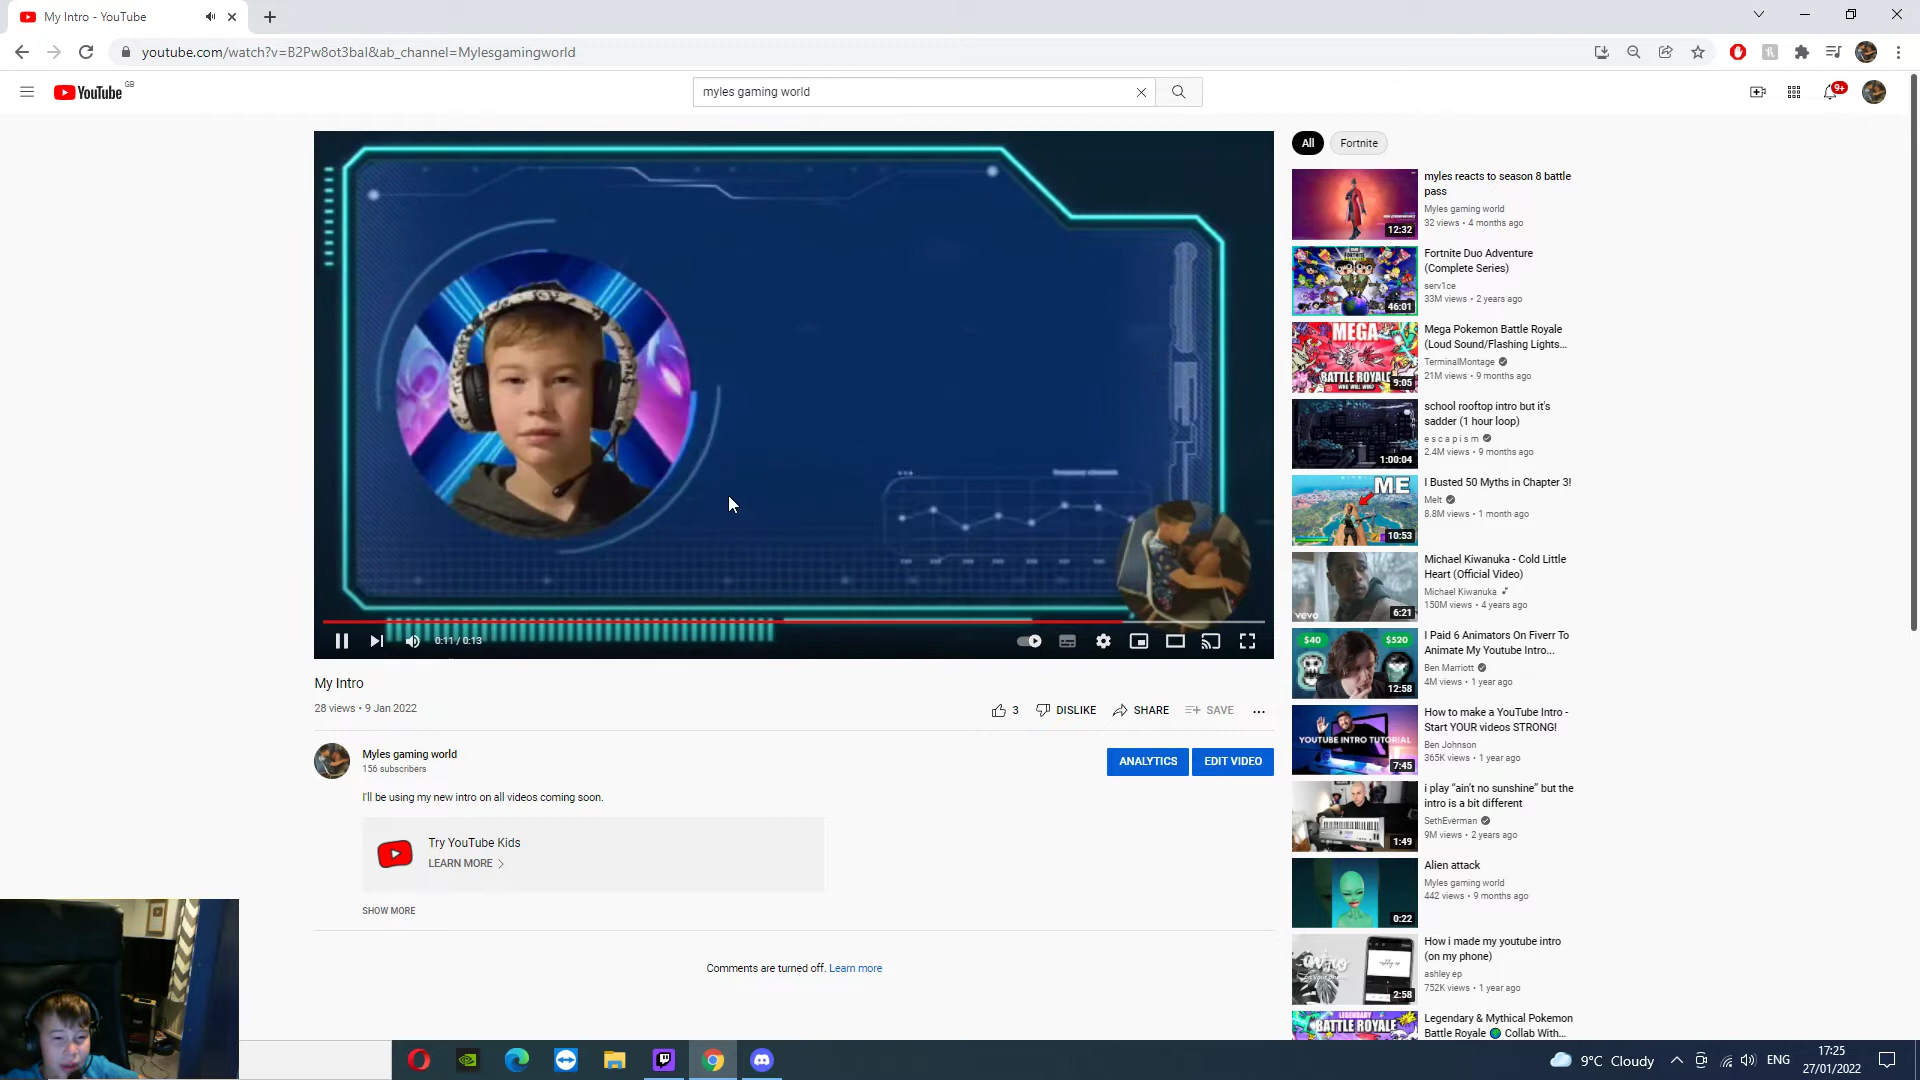 My Intro - YouTube
youtube.com/watch?v=B2Pw8ot3baI&ab_channel=Mylesgamingworld
YouTube GB
myles gaming world
9+
All
Fortnite
12:32
myles reacts to season 8 battle
pass
Myles gaming world
32 views • 4 months ago
46:01
Fortnite Duo Adventure
(Complete Series)
serv1ce
33M views • 2 years ago
MEGA
BATTLE ROYALE
9:05
Mega Pokemon Battle Royale
(Loud Sound/Flashing Lights...
TerminalMontage
21M views • 9 months ago
1:00:04
school rooftop intro but it's
sadder (1 hour loop)
e s c a p i s m
2.4M views • 9 months ago
ME
10:53
I Busted 50 Myths in Chapter 3!
Melt
8.8M views • 1 month ago
vevo
6:21
Michael Kiwanuka - Cold Little
Heart (Official Video)
Michael Kiwanuka
150M views • 4 years ago
$40
$520
12:58
I Paid 6 Animators On Fiverr To
Animate My Youtube Intro...
Ben Marriott
4M views • 1 year ago
YOUTUBE INTRO TUTORIAL
7:45
How to make a YouTube Intro -
Start YOUR videos STRONG!
Ben Johnson
365K views • 1 year ago
1:49
i play “ain't no sunshine” but the
intro is a bit different
SethEverman
9M views • 2 years ago
0:22
Alien attack
Myles gaming world
442 views • 9 months ago
2:58
How i made my youtube intro
(on my phone)
ashley ep
752K views • 1 year ago
LEGENDARY
BATTLE ROYALE
Legendary & Mythical Pokemon
Battle Royale 🌎 Collab With...
0:11 / 0:13
My Intro
28 views • 9 Jan 2022
3
DISLIKE
SHARE
SAVE
Myles gaming world
156 subscribers
ANALYTICS
EDIT VIDEO
I'll be using my new intro on all videos coming soon.
Try YouTube Kids
LEARN MORE
SHOW MORE
Comments are turned off. Learn more
9°C Cloudy
ENG
17:25
27/01/2022